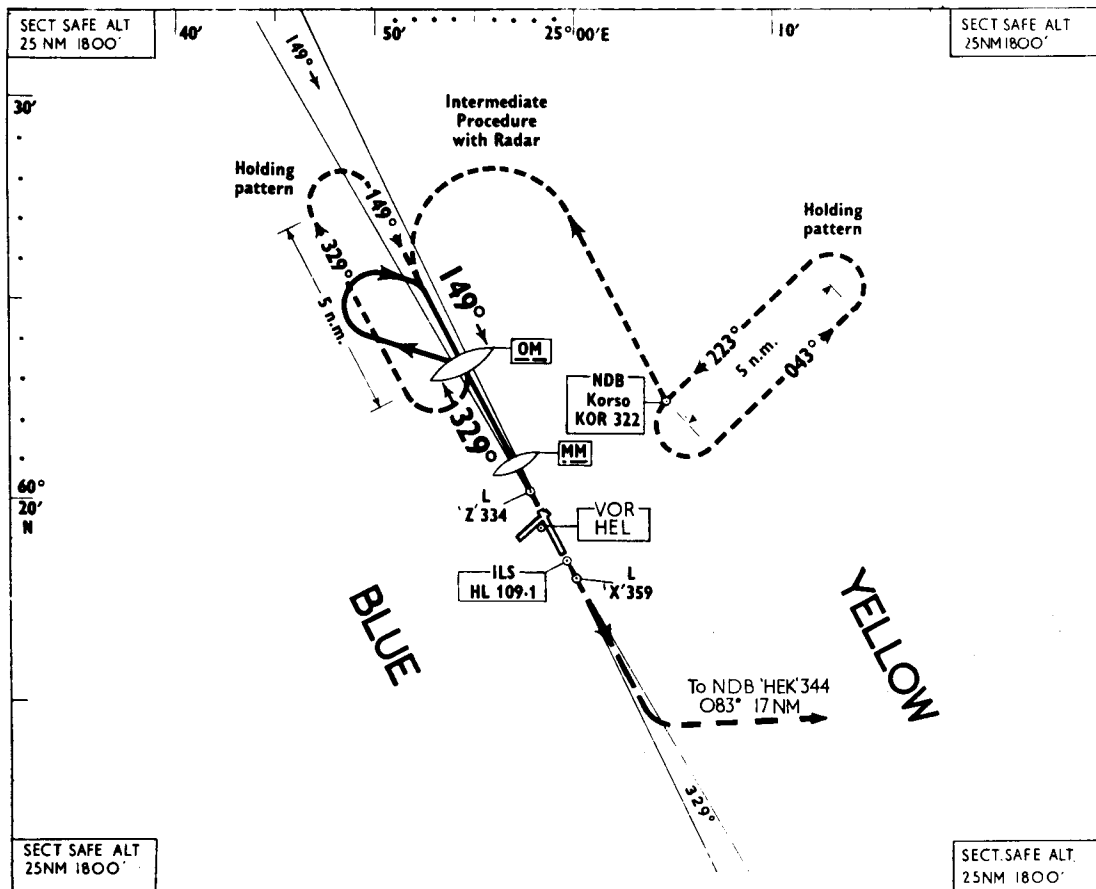 SECT SAFE ALT
25 NM 1800'
40'
50'
25°00'E
10'
SECT SAFE ALT
25NM 1800'
149°
30'
Intermediate
Procedure
with Radar
Holding
pattern
149°
329°
5 n.m.
149°
OM
329°
Holding
pattern
223°
5 n.m.
043°
NDB
Korso
KOR 322
MM
60°
20'
N
L
'Z' 334
VOR
HEL
ILS
HL 109·1
L
'X' 359
BLUE
YELLOW
To NDB 'HEK' 344
083° 17 NM
329°
SECT SAFE ALT
25NM 1800'
SECT. SAFE ALT
25NM 1800'